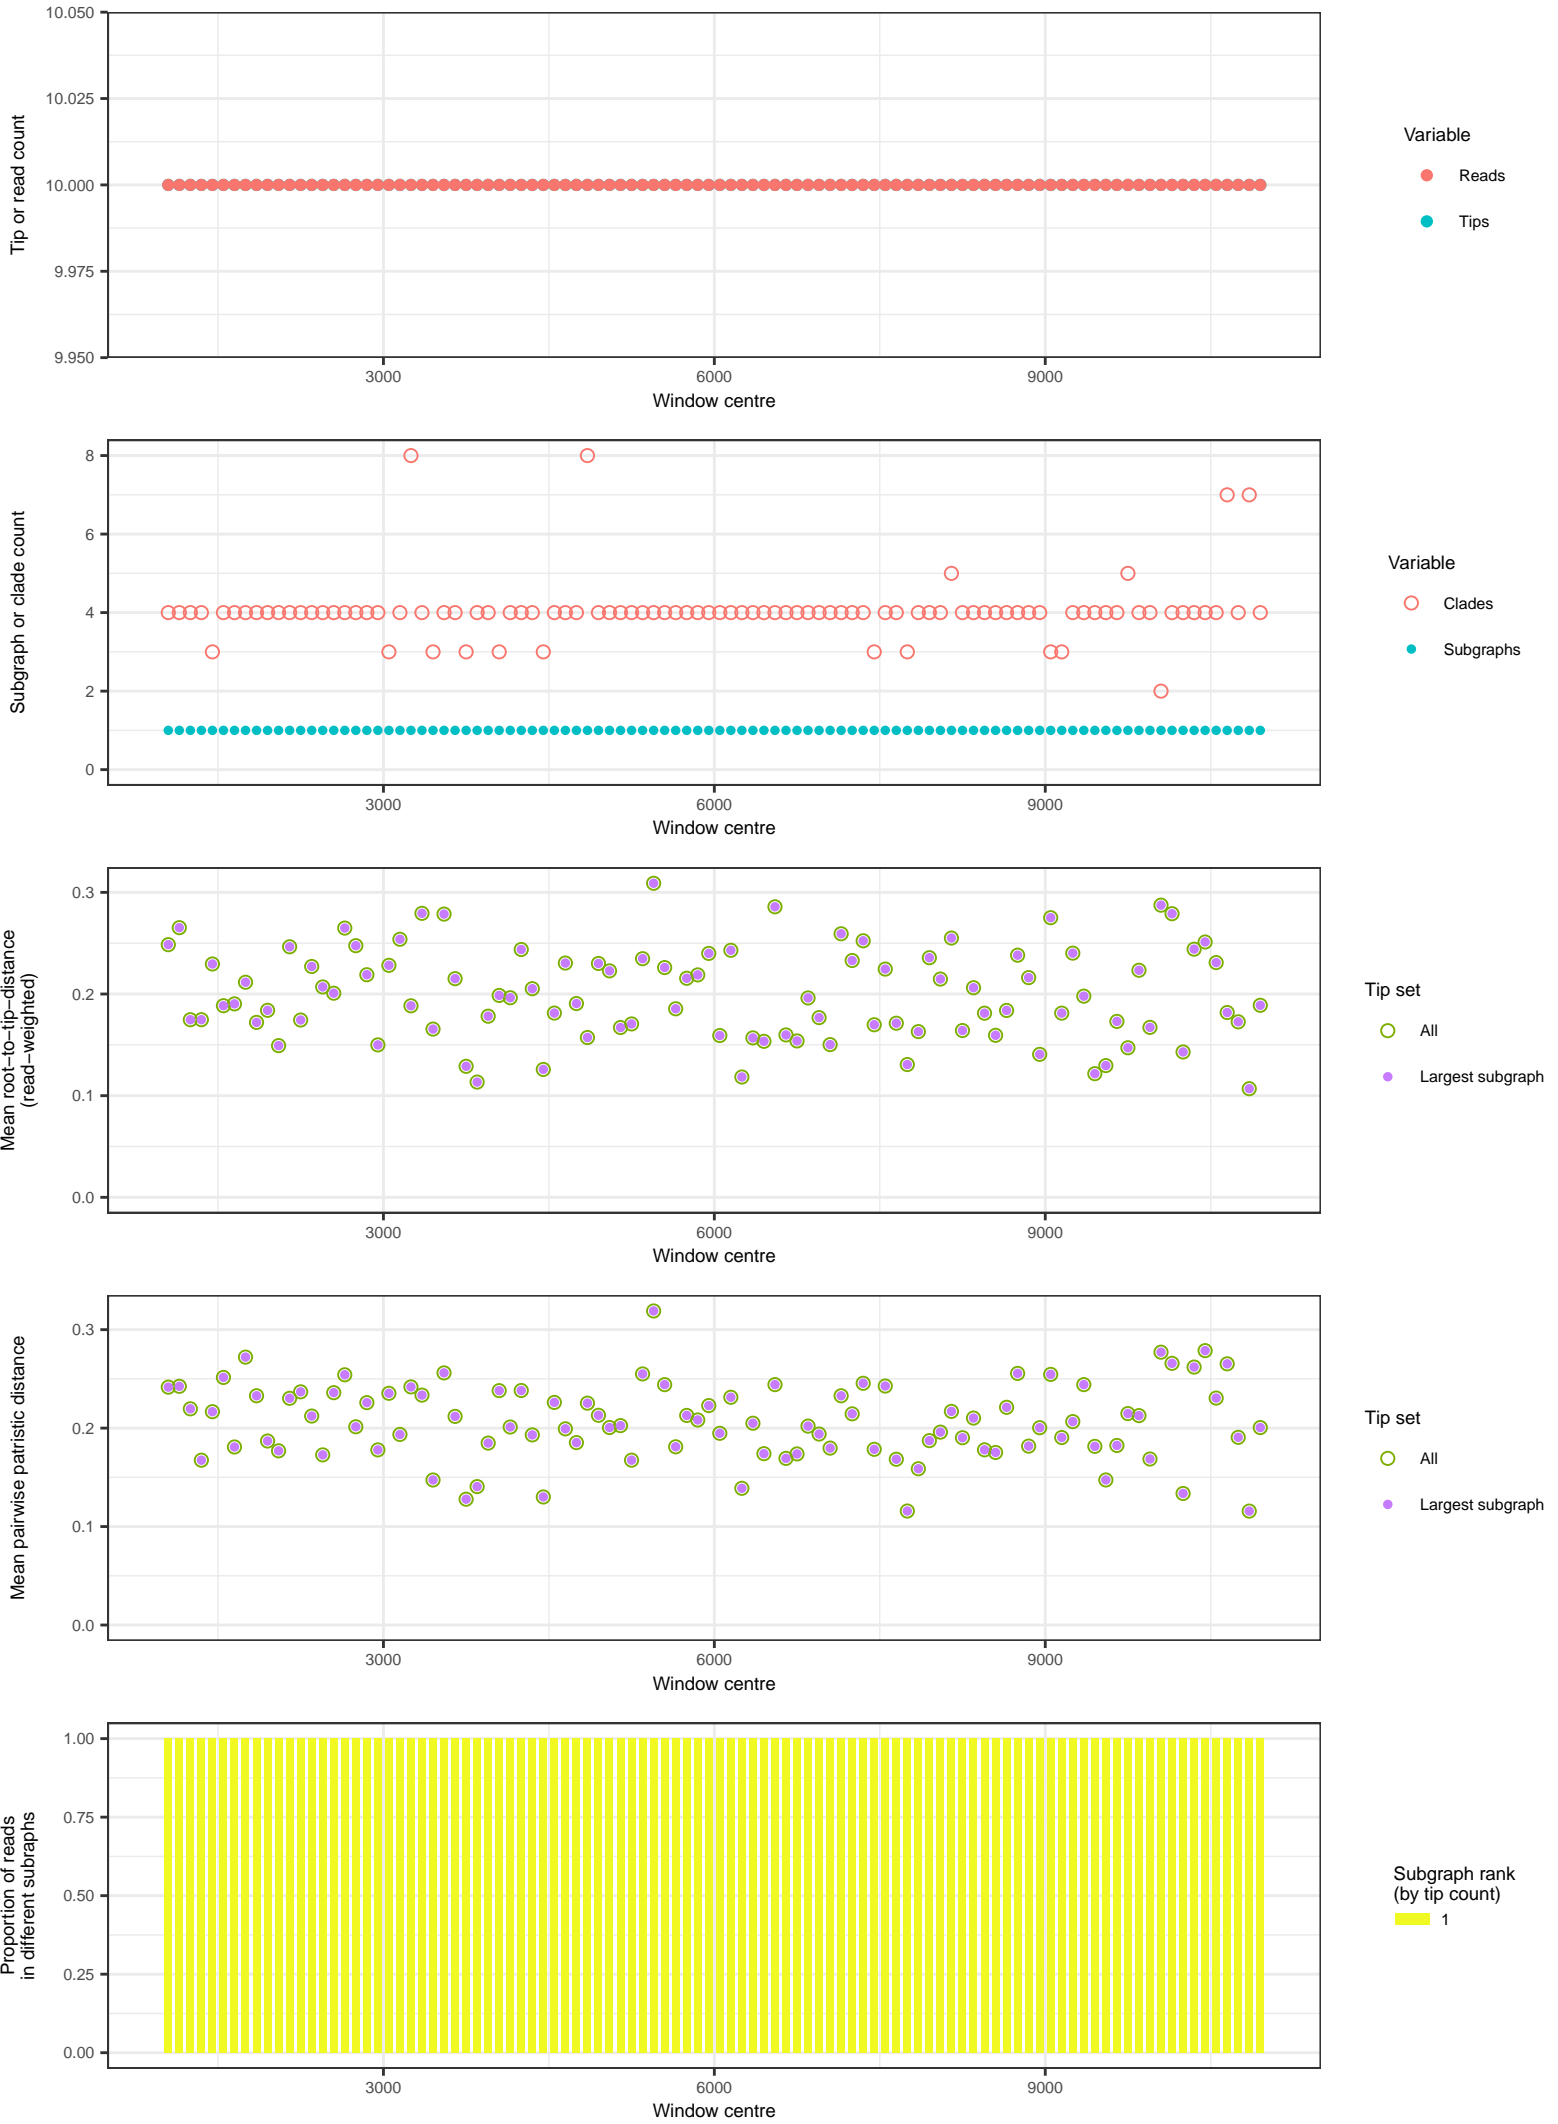 10.050
10.025
10.000
9.975
9.950
Tip or read count
3000 6000 9000
Window centre
Variable
Reads
Tips
8
6
4
2
0
Subgraph or clade count
3000 6000 9000
Window centre
Variable
Clades
Subgraphs
0.3
0.2
0.1
0.0
Mean root−to−tip−distance
(read−weighted)
3000 6000 9000
Window centre
Tip set
All
Largest subgraph
0.3
0.2
0.1
0.0
Mean pairwise patristic distance
3000 6000 9000
Window centre
Tip set
All
Largest subgraph
1.00
0.75
0.50
0.25
0.00
Proportion of reads
in different subraphs
3000 6000 9000
Window centre
Subgraph rank
(by tip count)
1